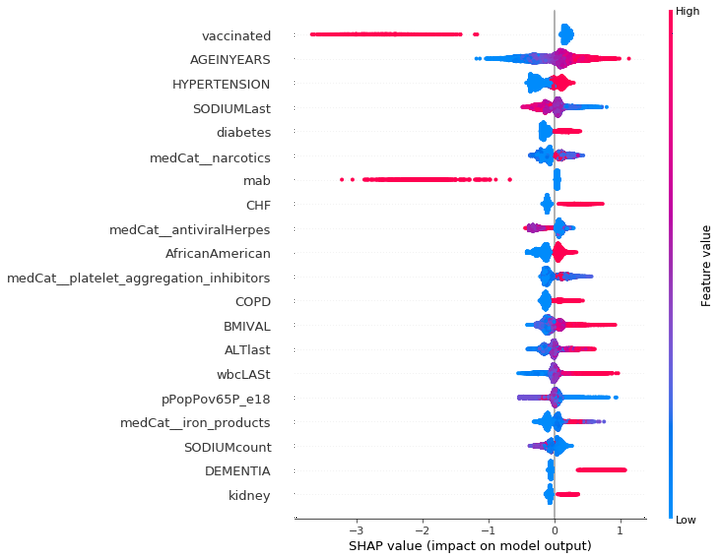 High
vaccinated
AGEINYEARS
HYPERTENSION
SODIUMLast
diabetes
medCat__narcotics
mab
CHF
medCat__antiviralHerpes
AfricanAmerican
medCat__platelet_aggregation_inhibitors
COPD
BMIVAL
ALTlast
wbcLASt
pPopPov65P_e18
medCat__iron_products
SODIUMcount
DEMENTIA
kidney
Feature value
Low
−3 −2 −1 0 1
SHAP value (impact on model output)